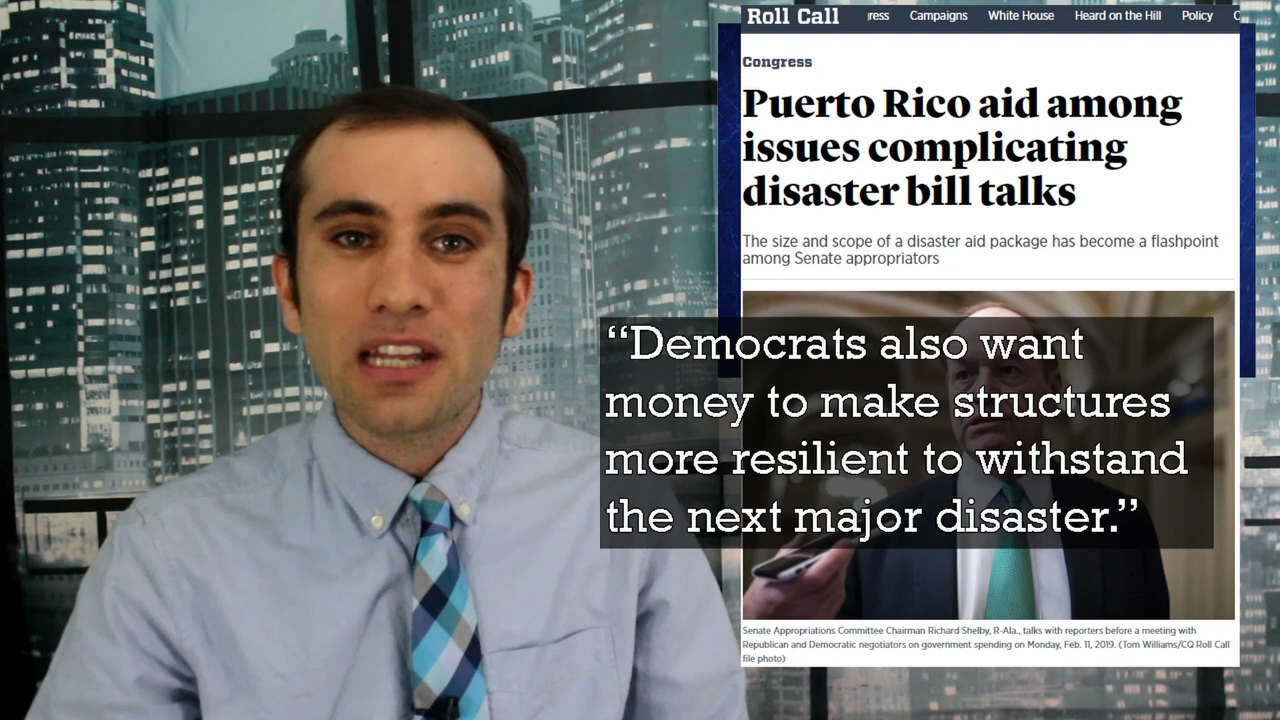 Roll Call
ress Campaigns White House Heard on the Hill Policy
Congress
Puerto Rico aid among
issues complicating
disaster bill talks
The size and scope of a disaster aid package has become a flashpoint
among Senate appropriators
“Democrats also want
money to make structures
more resilient to withstand
the next major disaster.”
Senate Appropriations Committee Chairman Richard Shelby, R-Ala., talks with reporters before a meeting with
Republican and Democratic negotiators on government spending on Monday, Feb. 11, 2019. (Tom Williams/CQ Roll Call
file photo)